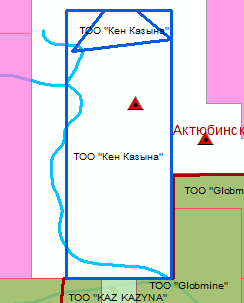 ТОО "Кен Казына"
Актюбинск
ТОО "Кен Казына"
ТОО "Globm
ТОО "Globmine"
ТОО "KAZ KAZYNA"